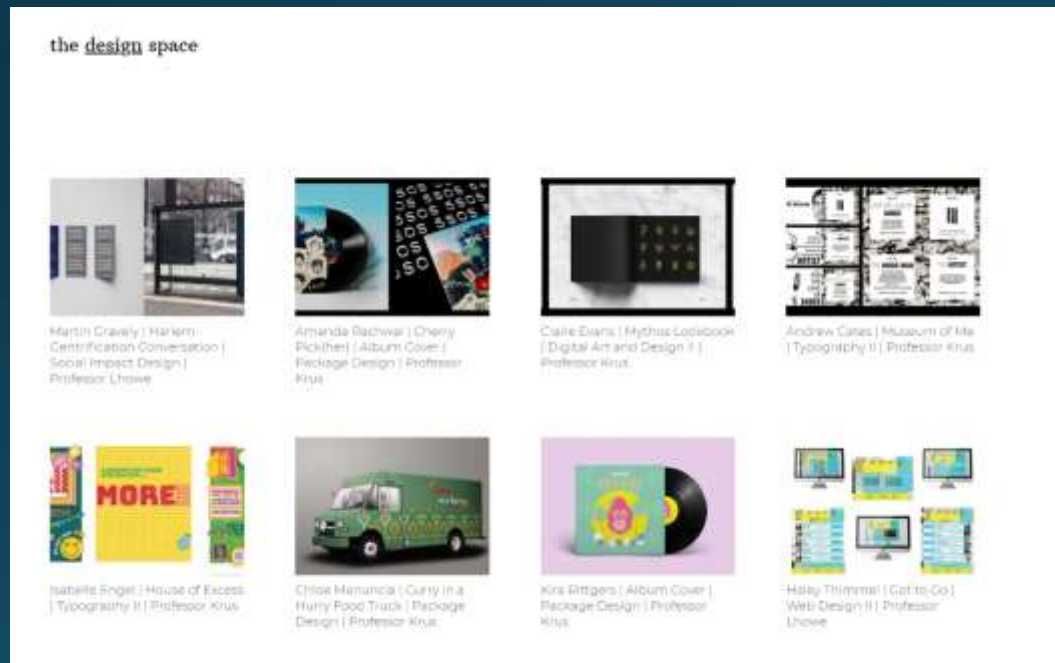 the design space
Martin Gravely | Harlem
Gentrification Conversation |
Social Impact Design |
Professor Lhowe
Amanda Rachwal | Cherry
Pick(her) | Album Cover |
Package Design | Professor
Krus
Claire Evans | Mythos Lookbook
| Digital Art and Design II |
Professor Krus
Andrew Cates | Museum of Me
| Typography II | Professor Krus
MORE
Isabelle Engel | House of Excess
| Typography II | Professor Krus
Chloe Manuncia | Curry in a
Hurry Food Truck | Package
Design | Professor Krus
Kira Rittgers | Album Cover |
Package Design | Professor
Krus
Haley Thimmel | Got to Go |
Web Design II | Professor
Lhowe